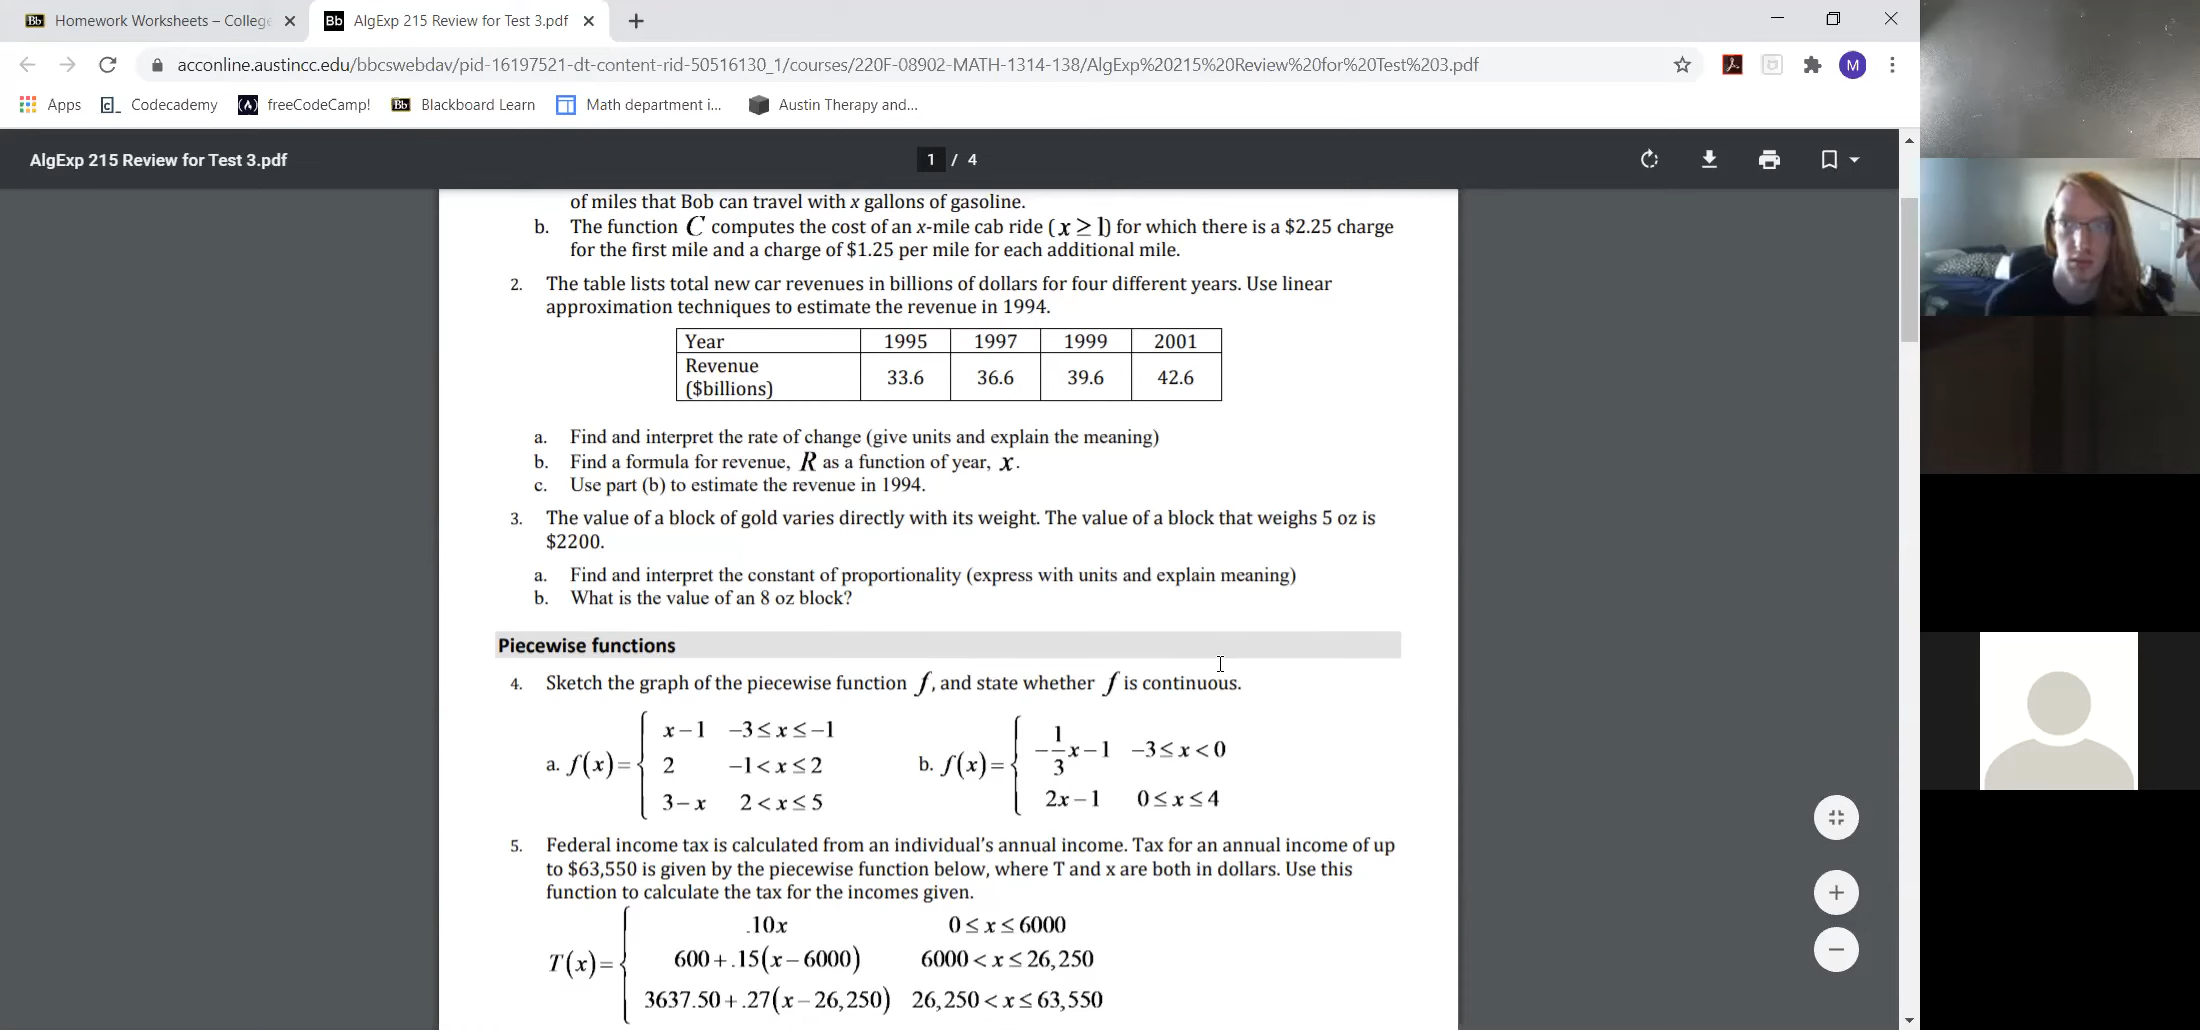 Homework Worksheets – College
AlgExp 215 Review for Test 3.pdf
acconline.austincc.edu/bbcswebdav/pid-16197521-dt-content-rid-50516130_1/courses/220F-08902-MATH-1314-138/AlgExp%20215%20Review%20for%20Test%203.pdf
M
Apps
Codecademy
freeCodeCamp!
Blackboard Learn
Math department i...
Austin Therapy and...
AlgExp 215 Review for Test 3.pdf
1 / 4
of miles that Bob can travel with x gallons of gasoline.
b. The function C computes the cost of an x-mile cab ride (x ≥ 1) for which there is a $2.25 charge
for the first mile and a charge of $1.25 per mile for each additional mile.
2. The table lists total new car revenues in billions of dollars for four different years. Use linear
approximation techniques to estimate the revenue in 1994.
Year 1995 1997 1999 2001
Revenue
($billions) 33.6 36.6 39.6 42.6
a. Find and interpret the rate of change (give units and explain the meaning)
b. Find a formula for revenue, R as a function of year, x.
c. Use part (b) to estimate the revenue in 1994.
3. The value of a block of gold varies directly with its weight. The value of a block that weighs 5 oz is
$2200.
a. Find and interpret the constant of proportionality (express with units and explain meaning)
b. What is the value of an 8 oz block?
Piecewise functions
4. Sketch the graph of the piecewise function f, and state whether f is continuous.
a. f(x) = { x − 1 −3 ≤ x ≤ −1
2 −1 < x ≤ 2
3 − x 2 < x ≤ 5
b. f(x) = { −1/3 x − 1 −3 ≤ x < 0
2x − 1 0 ≤ x ≤ 4
5. Federal income tax is calculated from an individual's annual income. Tax for an annual income of up
to $63,550 is given by the piecewise function below, where T and x are both in dollars. Use this
function to calculate the tax for the incomes given.
T(x) = { .10x 0 ≤ x ≤ 6000
600 + .15(x − 6000) 6000 < x ≤ 26,250
3637.50 + .27(x − 26,250) 26,250 < x ≤ 63,550